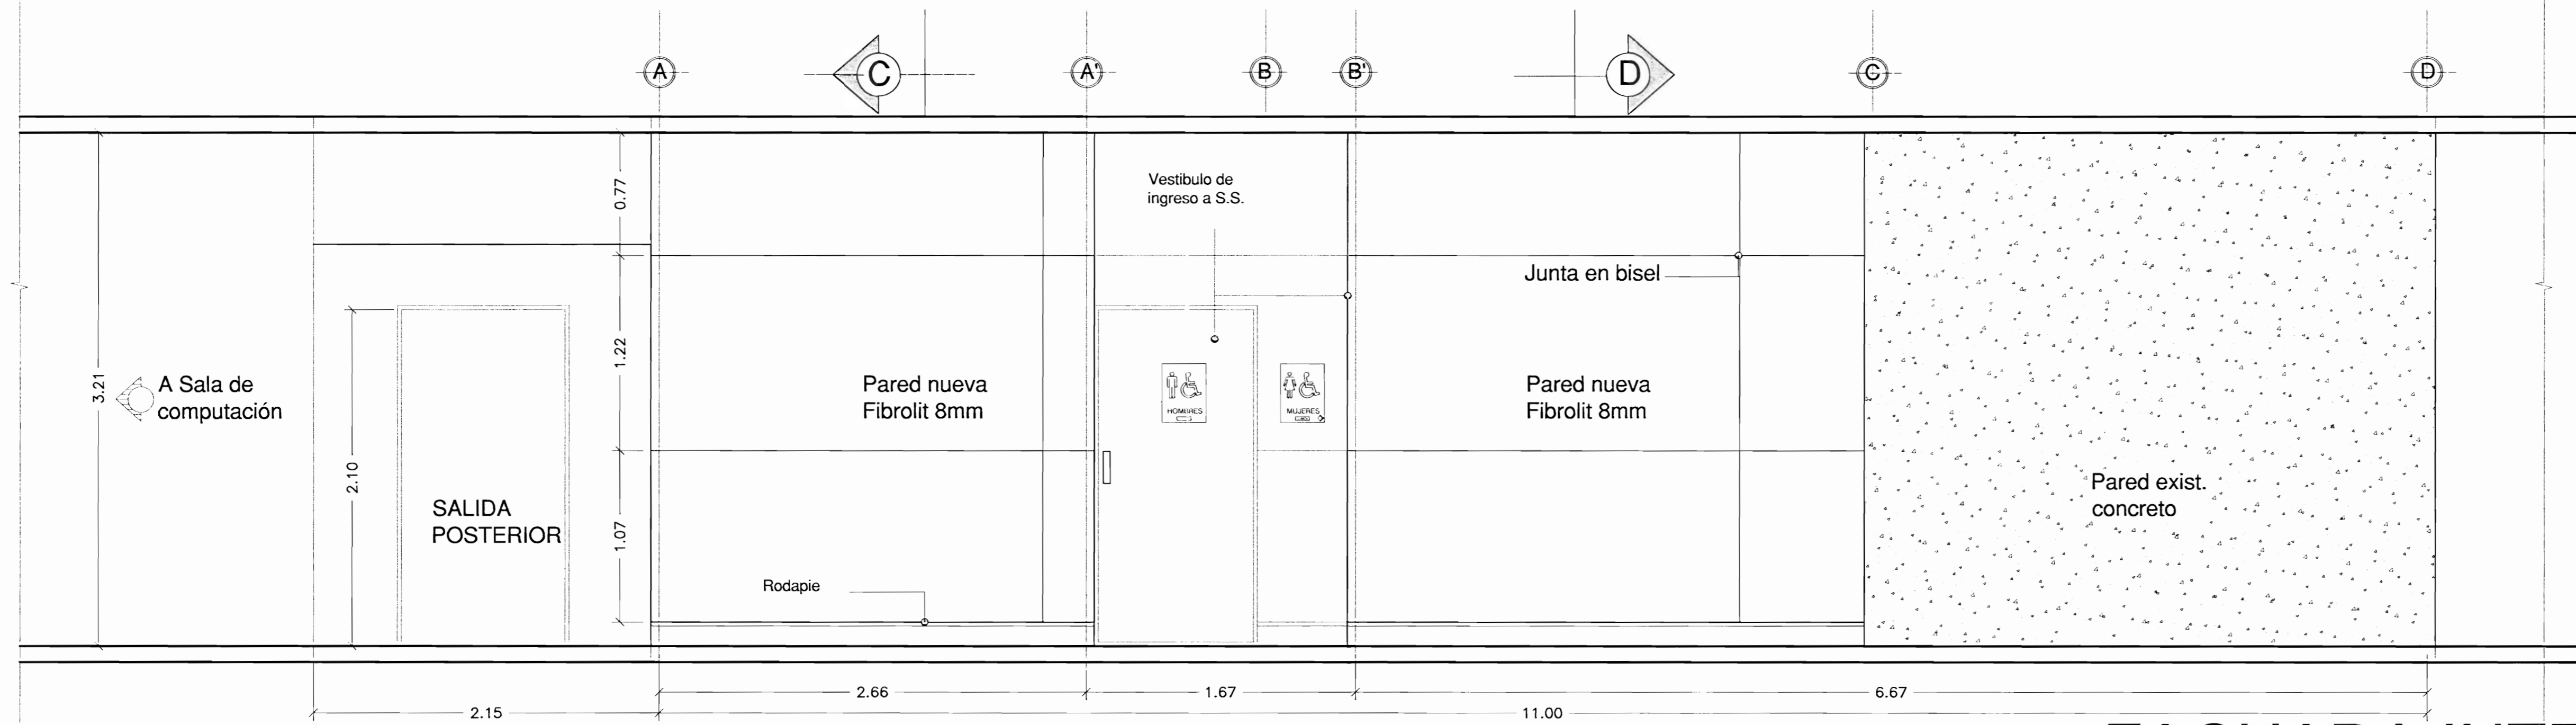 A
C
A'
B
B'
D
C
D
0.77
Vestibulo de
ingreso a S.S.
Junta en bisel
1.22
3.21
A Sala de
computación
Pared nueva
Fibrolit 8mm
HOMBRES
MUJERES
Pared nueva
Fibrolit 8mm
2.10
SALIDA
POSTERIOR
1.07
Pared exist.
concreto
Rodapie
2.66
1.67
6.67
2.15
11.00